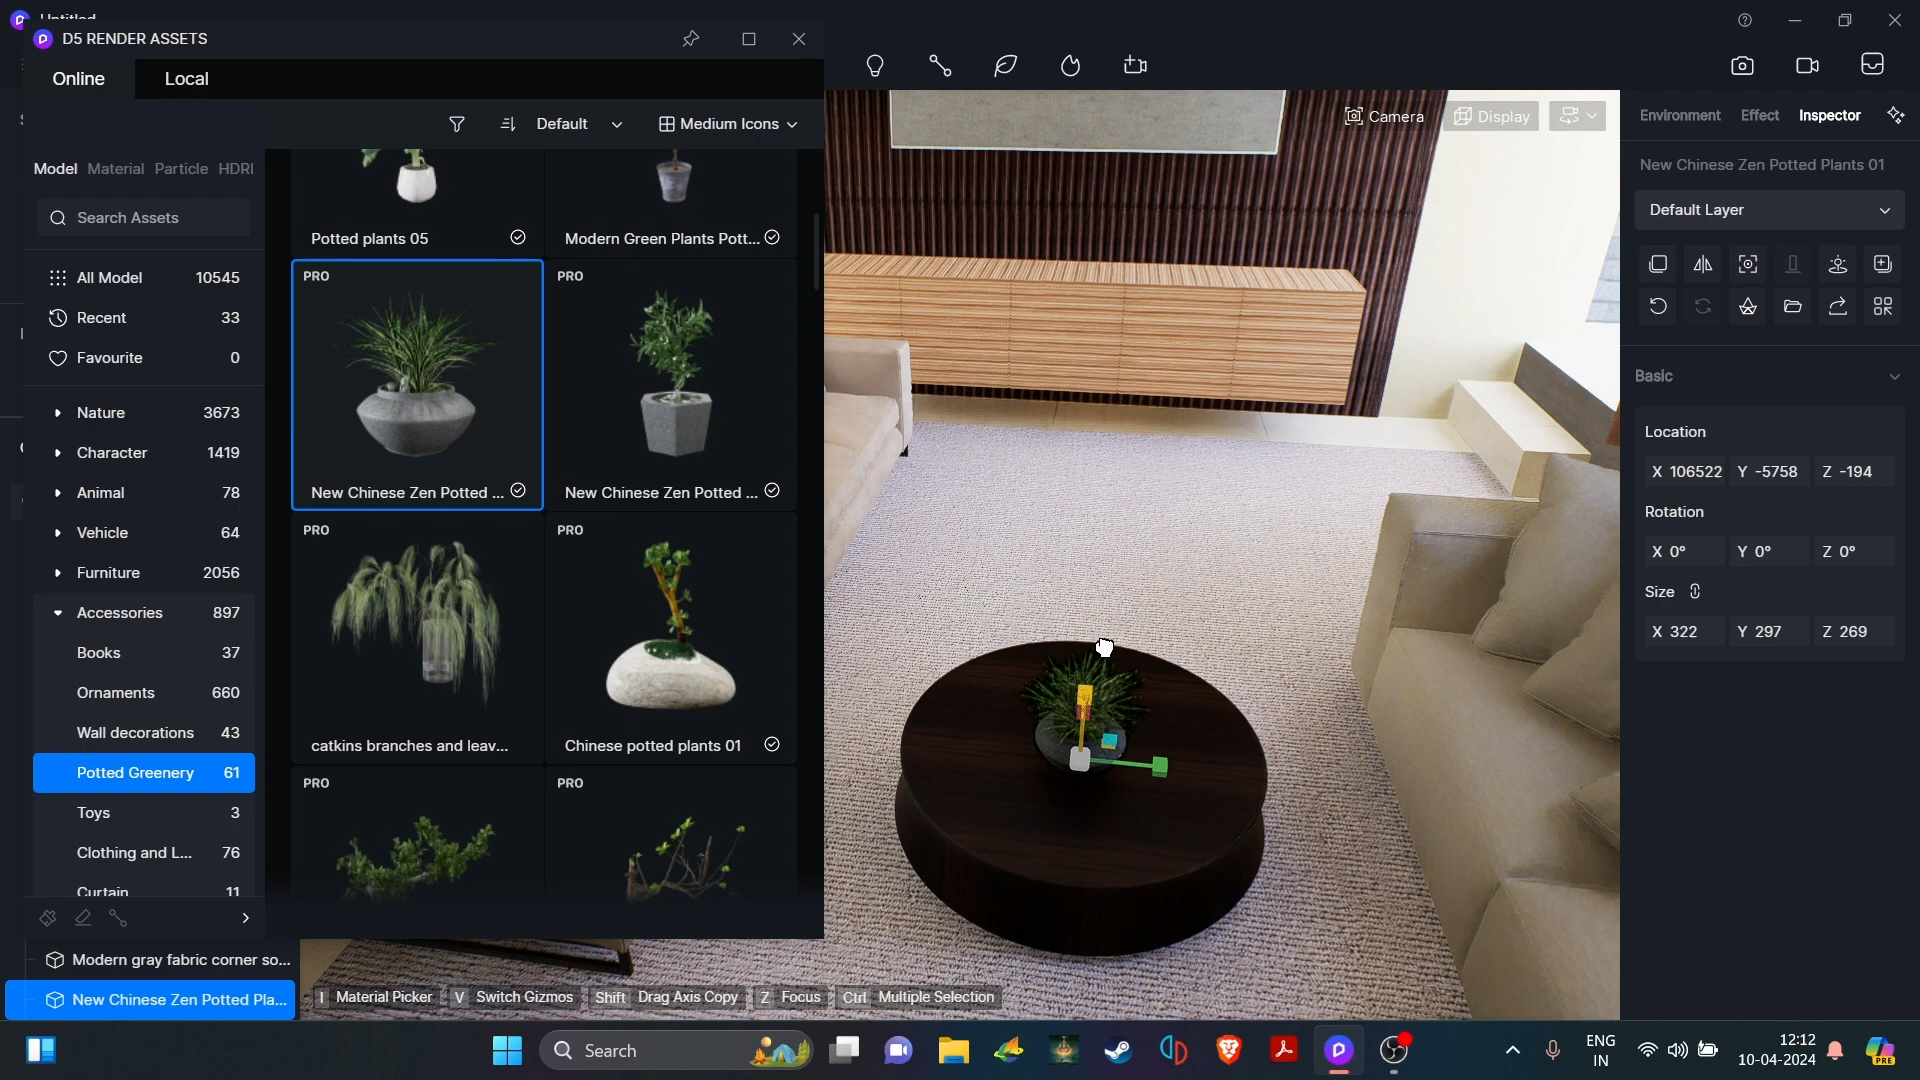 Untitled
D5 RENDER ASSETS
Online
Local
Default
Medium Icons
Model Material Particle HDRI
Search Assets
All Model 10545
Recent 33
Favourite 0
Nature 3673
Character 1419
Animal 78
Vehicle 64
Furniture 2056
Accessories 897
Books 37
Ornaments 660
Wall decorations 43
Potted Greenery 61
Toys 3
Clothing and L... 76
Curtain 11
Modern gray fabric corner so...
New Chinese Zen Potted Pla...
Potted plants 05
Modern Green Plants Pott...
PRO
PRO
New Chinese Zen Potted ...
New Chinese Zen Potted ...
PRO
PRO
catkins branches and leav...
Chinese potted plants 01
PRO
PRO
Camera
Display
I Material Picker V Switch Gizmos Shift Drag Axis Copy Z Focus Ctrl Multiple Selection
Environment Effect Inspector
New Chinese Zen Potted Plants 01
Default Layer
Basic
Location
X 106522 Y -5758 Z -194
Rotation
X 0° Y 0° Z 0°
Size
X 322 Y 297 Z 269
Search
ENG
IN
12:12
10-04-2024
PRE